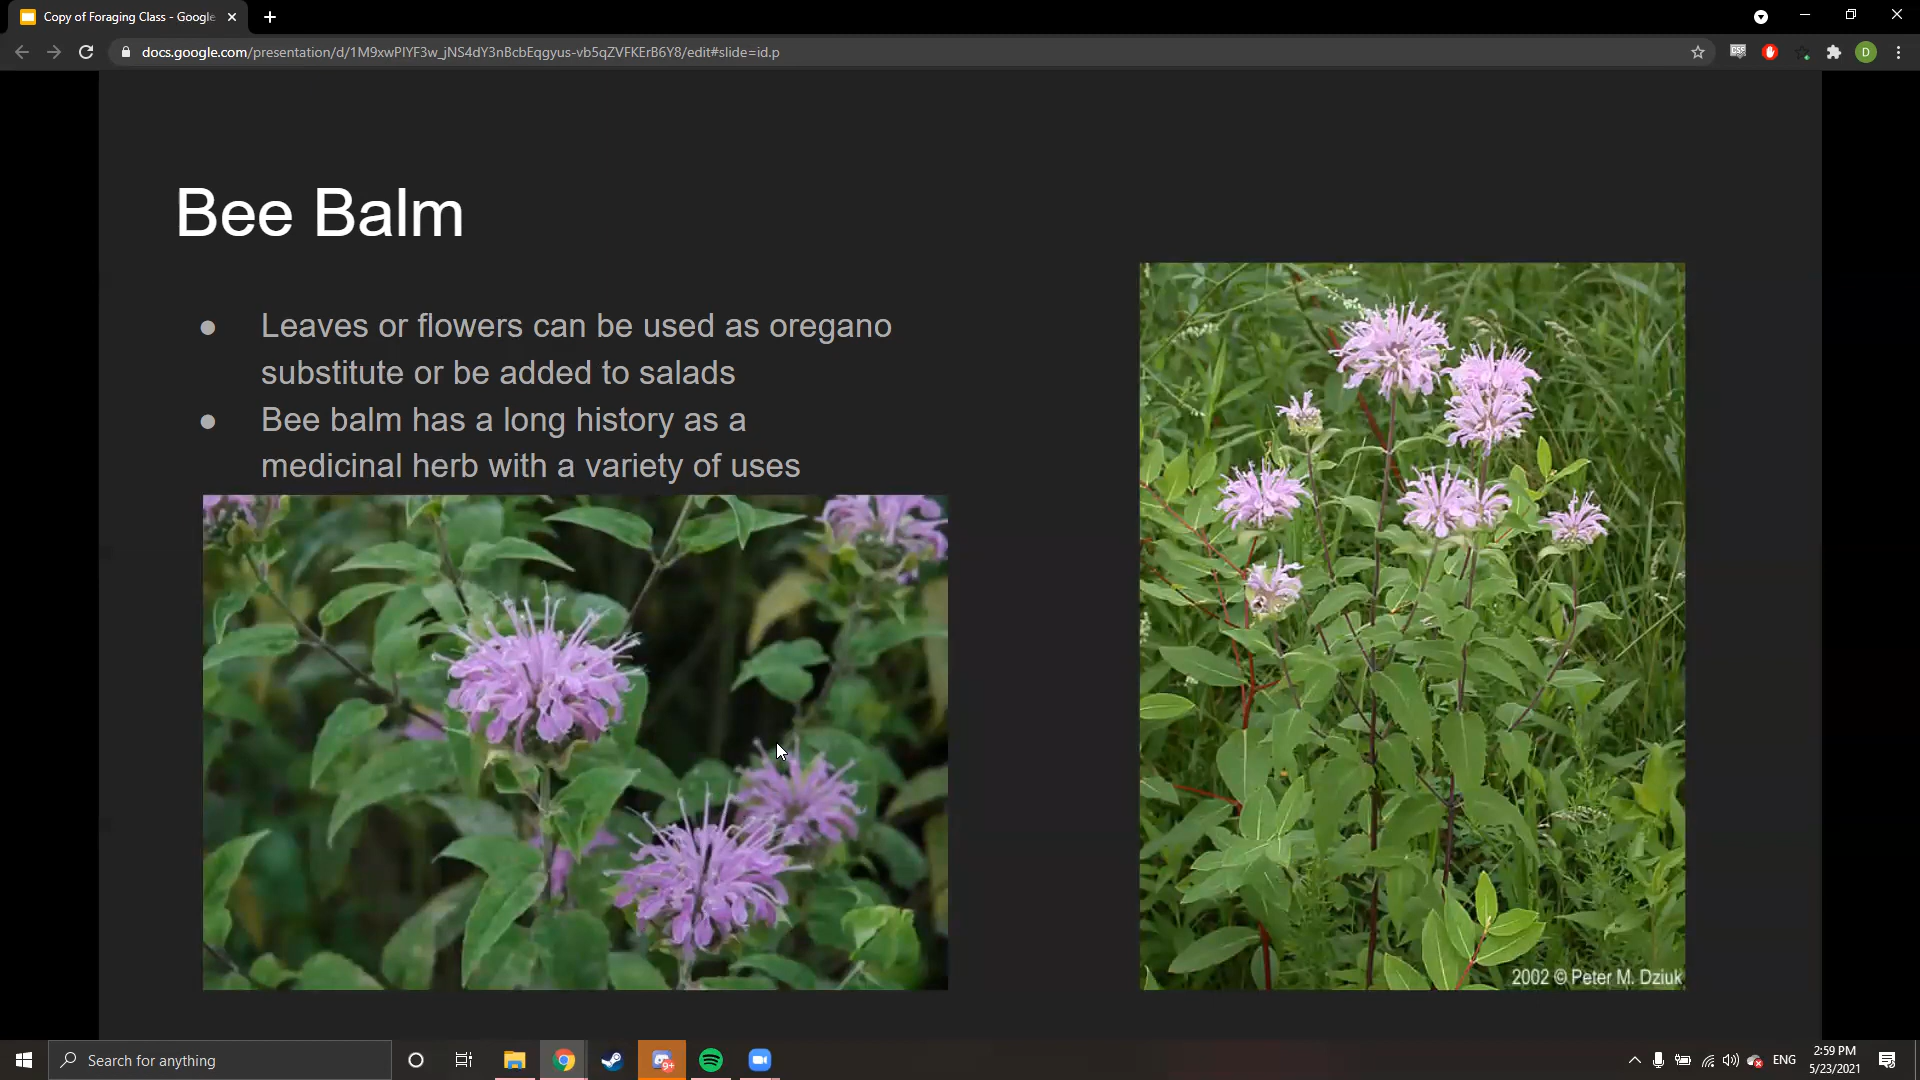 Copy of Foraging Class - Google
docs.google.com/presentation/d/1M9xwPIYF3w_jNS4dY3nBcbEqgyus-vb5qZVFKErB6Y8/edit#slide=id.p
CSP
D
Bee Balm
● Leaves or flowers can be used as oregano
substitute or be added to salads
● Bee balm has a long history as a
medicinal herb with a variety of uses
2002 © Peter M. Dziuk
Search for anything
9+
ENG
2:59 PM
5/23/2021